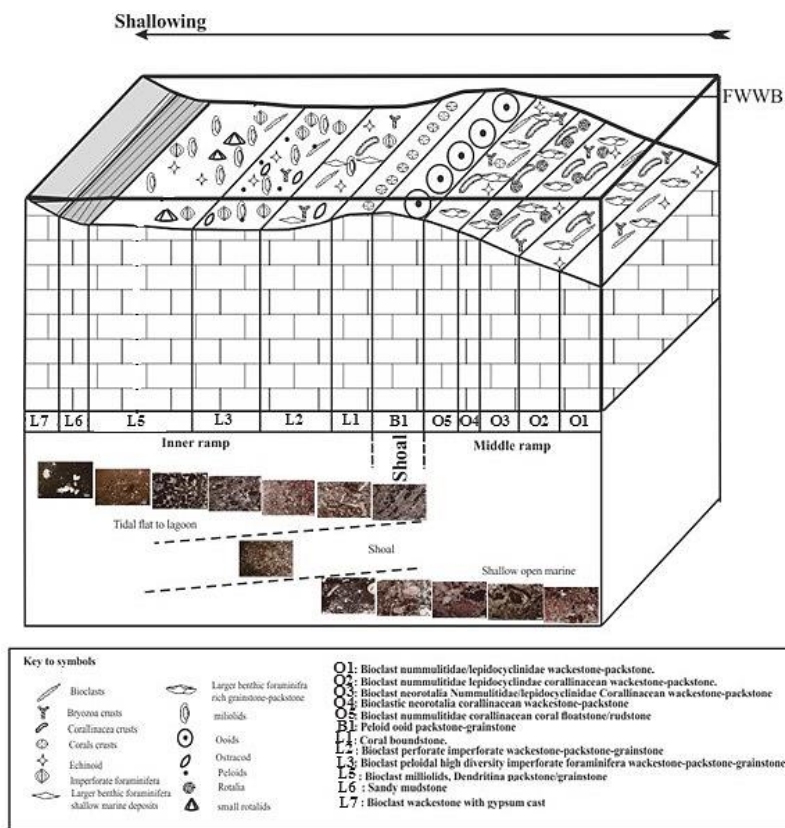 Shallowing
FWWB
L7 L6 L5 L3 L2 L1 B1 O5 O4 O3 O2 O1
Inner ramp
Shoal
Middle ramp
Tidal flat to lagoon
Shoal
Shallow open marine
Key to symbols
Bioclasts
Bryozoa crusts
Corallinacea crusts
Corals crusts
Echinoid
Imperforate foraminifera
Larger benthic foraminifera
shallow marine deposits
Larger benthic foraminifra
rich grainstone-packstone
miliolids
Ooids
Ostracod
Peloids
Rotalia
small rotalids
O1: Bioclast nummulitidae/lepidocyclinidae wackestone-packstone.
O2: Bioclast nummulitidae lepidocyclindae corallinacean wackestone-packstone.
O3: Bioclast neorotalia Nummulitidae/lepidocyclinidae Corallinacean wackestone-packstone
O4: Bioclastic neorotalia corallinacean wackestone-packstone
O5: Bioclast nummulitidae corallinacean coral floatstone/rudstone
B1: Peloid ooid packstone-grainstone
L1: Coral boundstone.
L2: Bioclast perforate imperforate wackestone-packstone-grainstone
L3: Bioclast peloidal high diversity imperforate foraminifera wackestone-packstone-grainstone
L5: Bioclast milliolids, Dendritina packstone/grainstone
L6 : Sandy mudstone
L7 : Bioclast wackestone with gypsum cast